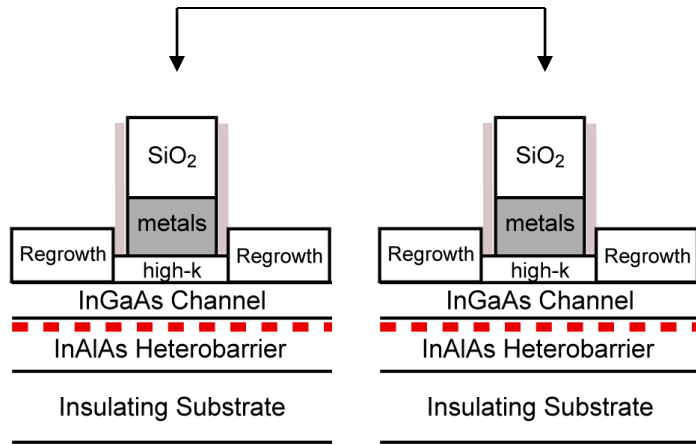 SiO2
metals
Regrowth
Regrowth
high-k
InGaAs Channel
InAlAs Heterobarrier
Insulating Substrate
SiO2
metals
Regrowth
Regrowth
high-k
InGaAs Channel
InAlAs Heterobarrier
Insulating Substrate